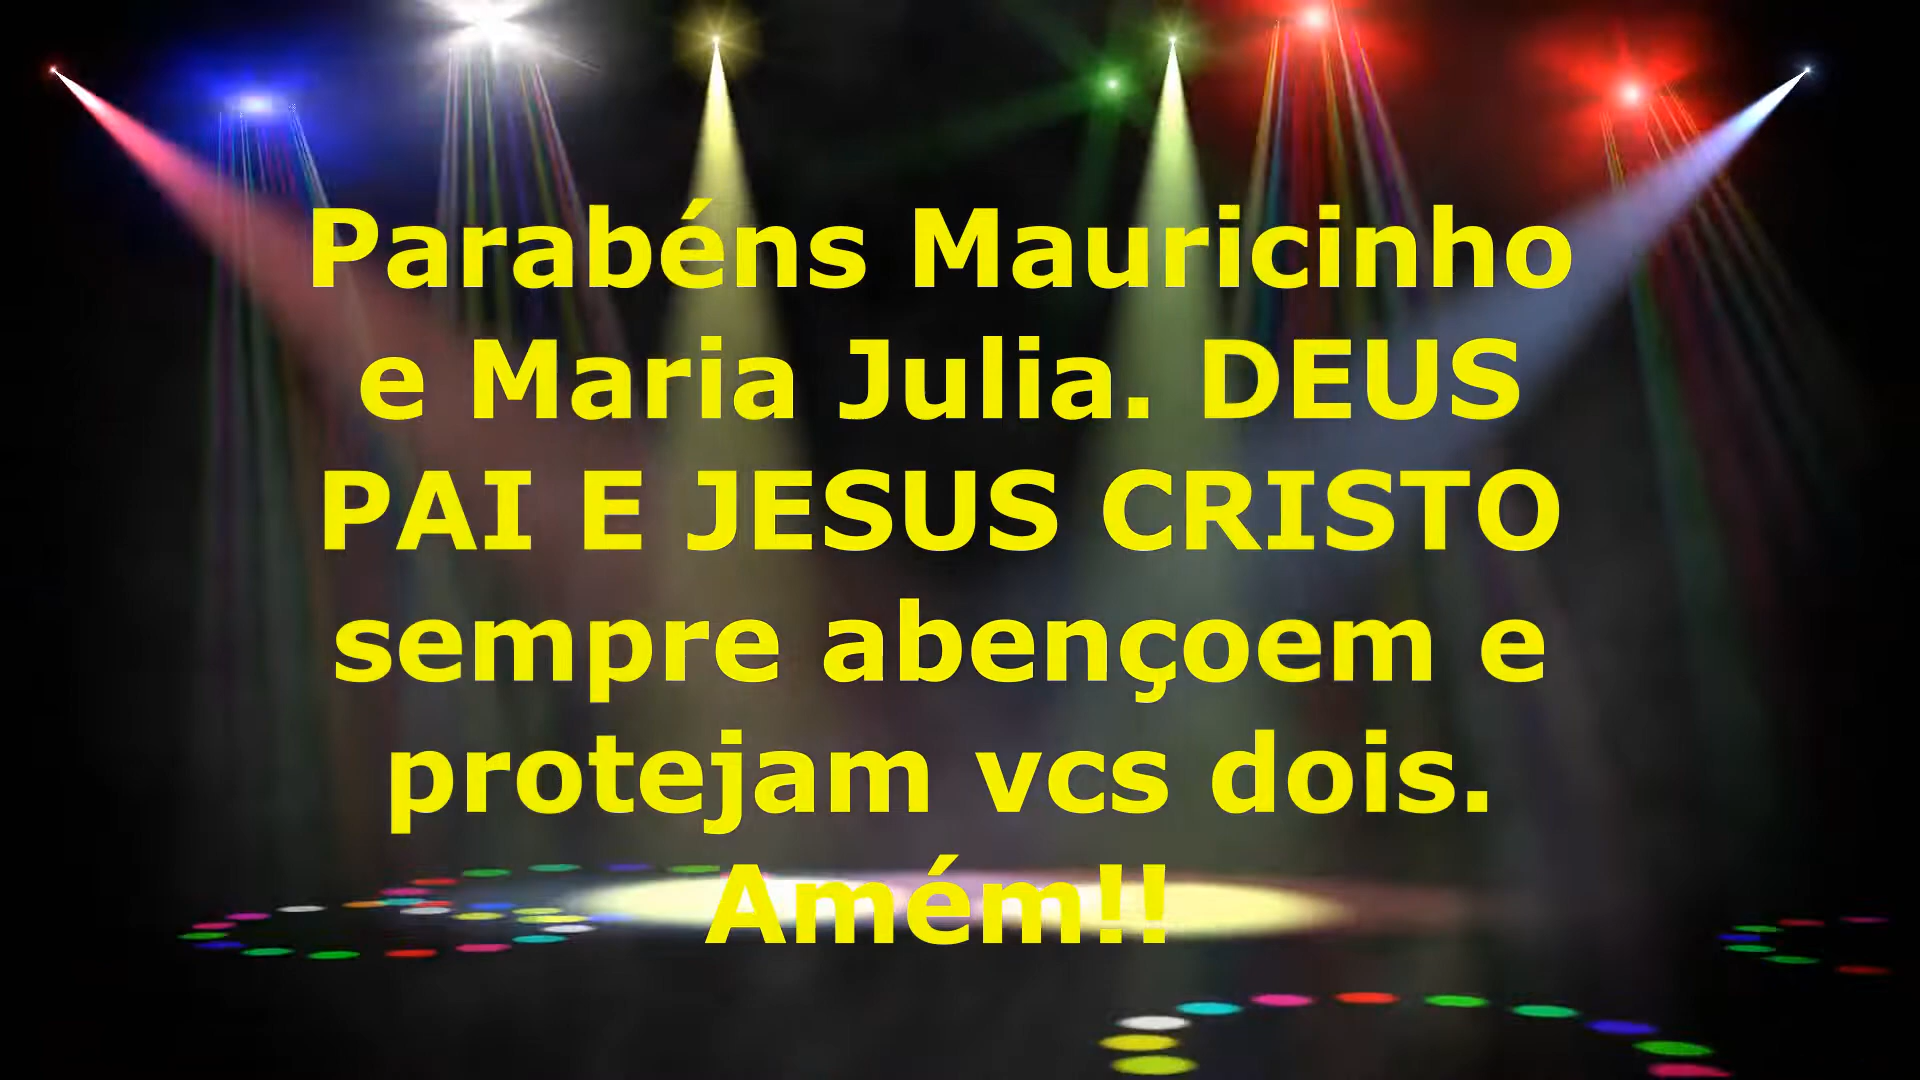 Parabéns Mauricinho
e Maria Julia. DEUS
PAI E JESUS CRISTO
sempre abençoem e
protejam vcs dois.
Amém!!